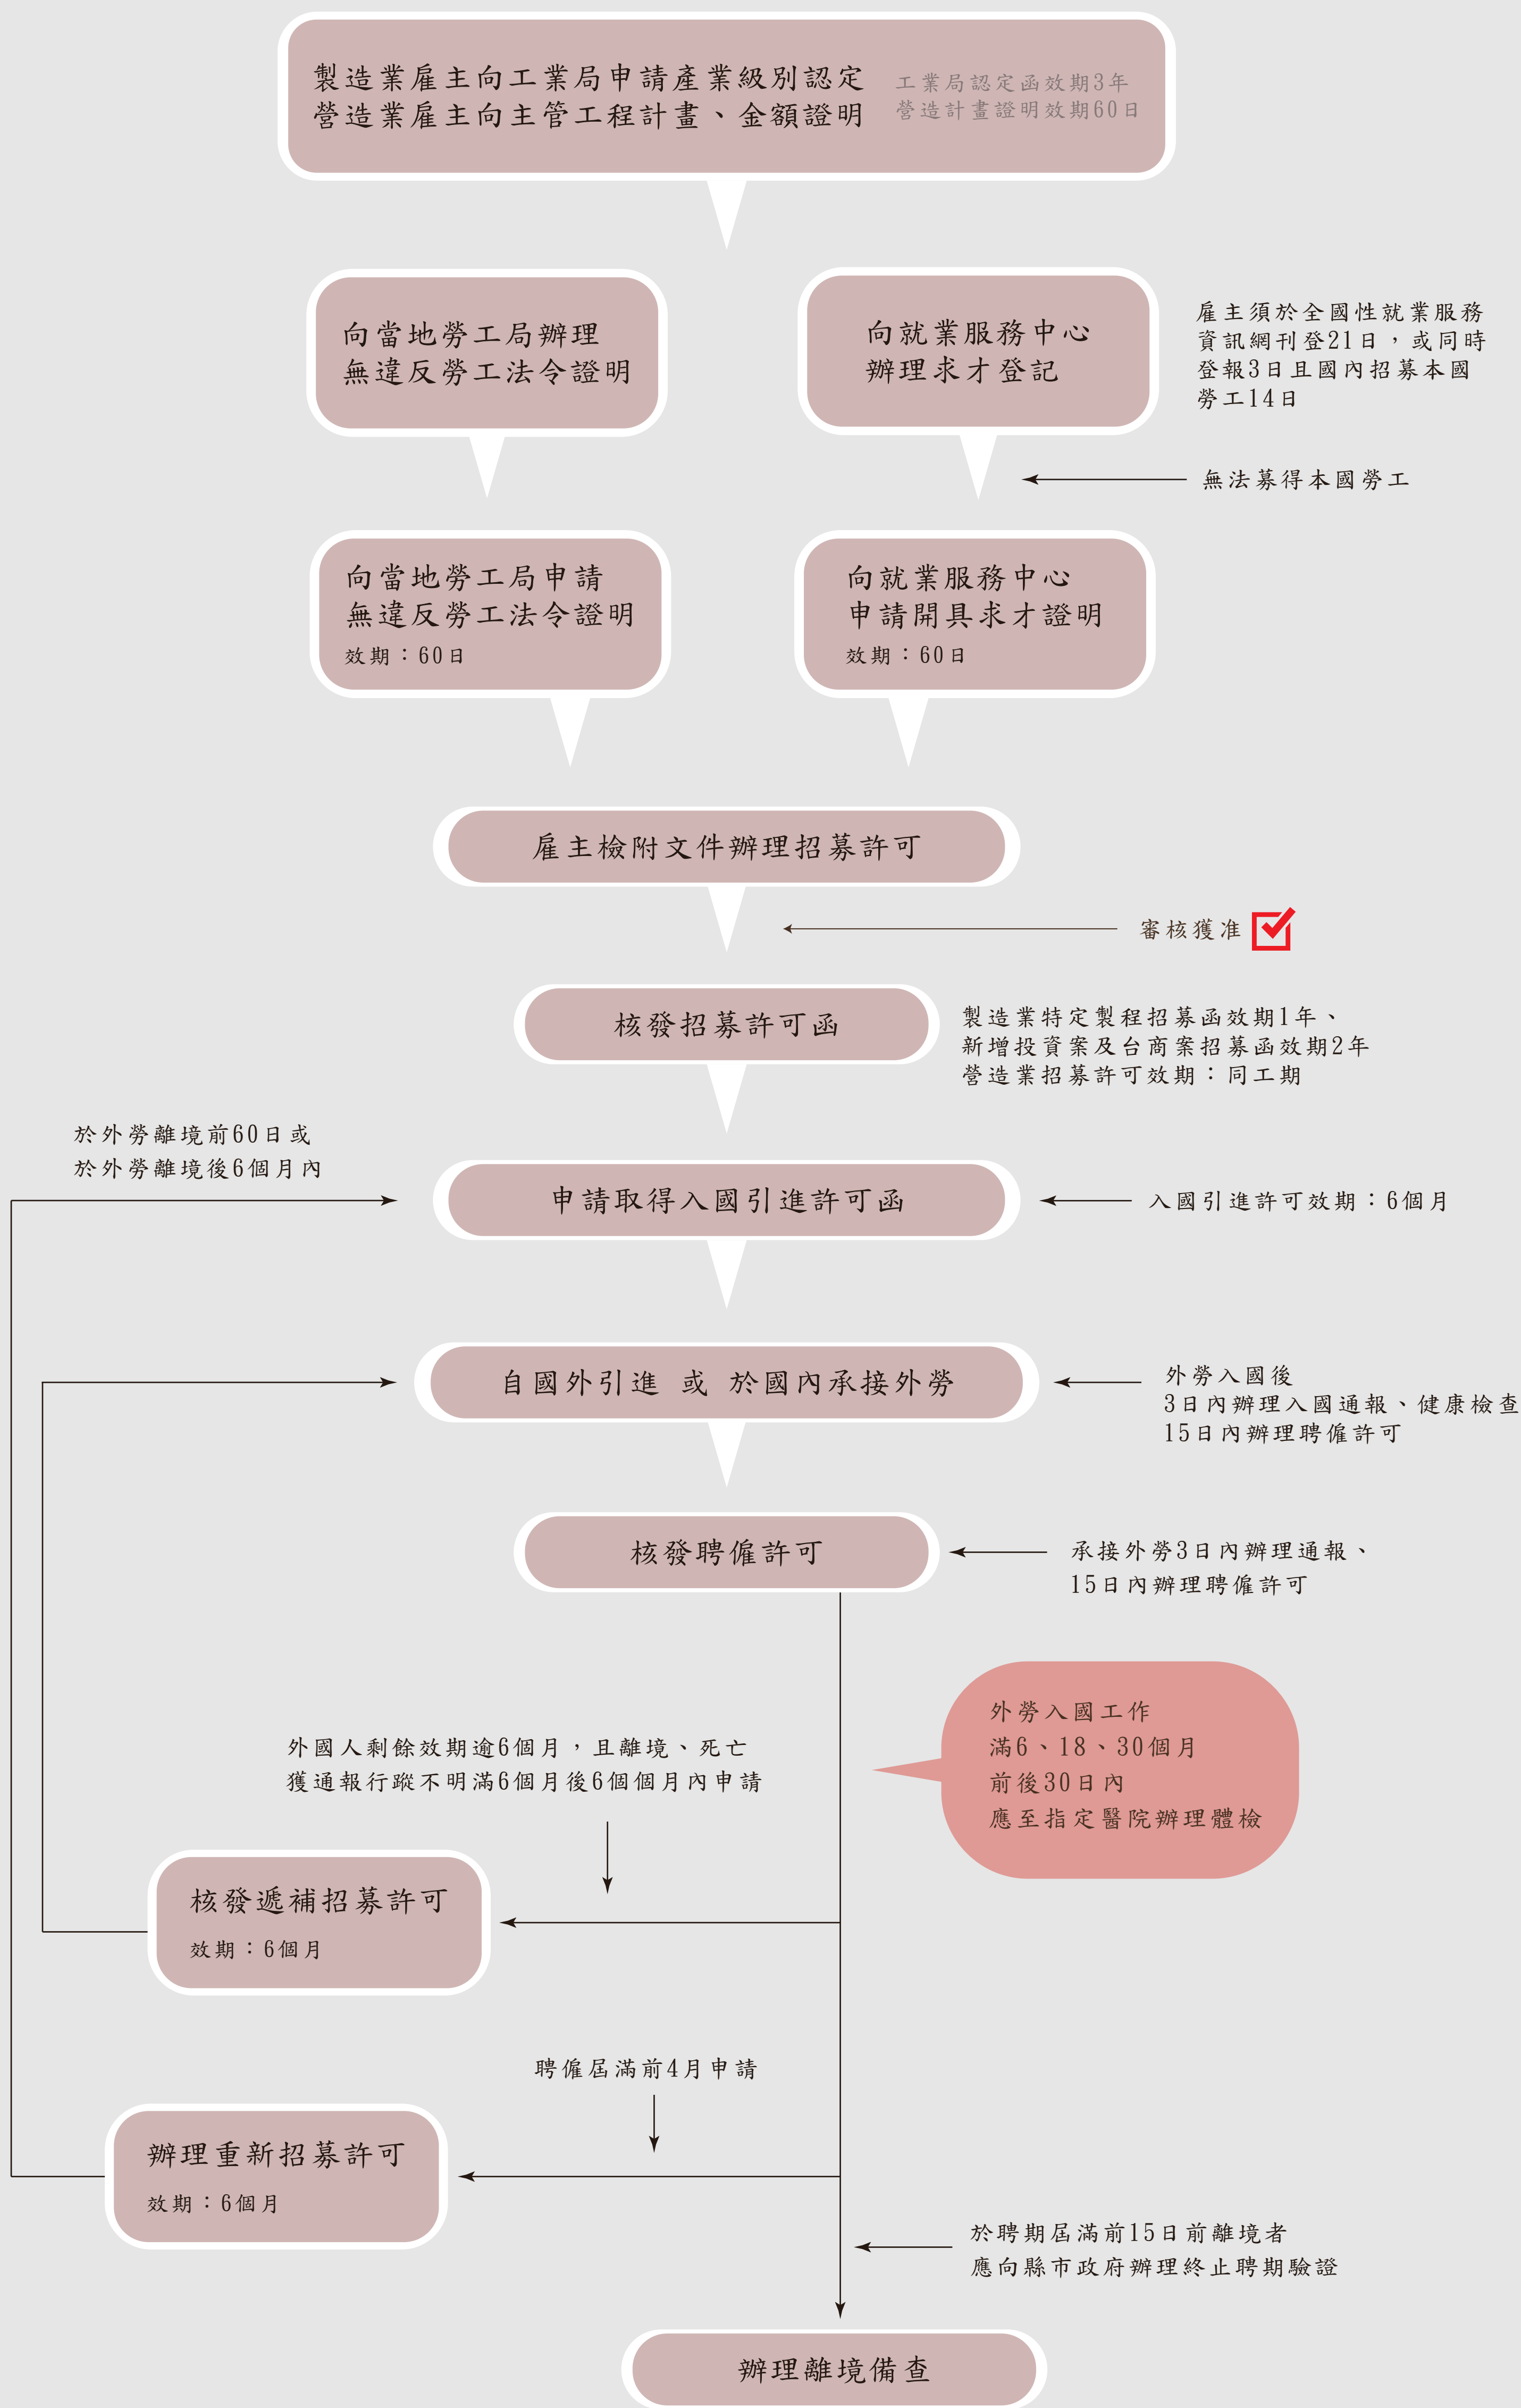 製造業雇主向工業局申請產業級別認定
營造業雇主向主管工程計畫、金額證明
工業局認定函效期3年
營造計畫證明效期60日
向當地勞工局辦理
無違反勞工法令證明
向就業服務中心
辦理求才登記
雇主須於全國性就業服務
資訊網刊登21日，或同時
登報3日且國內招募本國
勞工14日
無法募得本國勞工
向當地勞工局申請
無違反勞工法令證明
效期：60日
向就業服務中心
申請開具求才證明
效期：60日
雇主檢附文件辦理招募許可
審核獲准
核發招募許可函
製造業特定製程招募函效期1年、
新增投資案及台商案招募函效期2年
營造業招募許可效期：同工期
於外勞離境前60日或
於外勞離境後6個月內
申請取得入國引進許可函
入國引進許可效期：6個月
自國外引進 或 於國內承接外勞
外勞入國後
3日內辦理入國通報、健康檢查
15日內辦理聘僱許可
核發聘僱許可
承接外勞3日內辦理通報、
15日內辦理聘僱許可
外勞入國工作
滿6、18、30個月
前後30日內
應至指定醫院辦理體檢
外國人剩餘效期逾6個月，且離境、死亡
獲通報行蹤不明滿6個月後6個個月內申請
核發遞補招募許可
效期：6個月
聘僱屆滿前4月申請
辦理重新招募許可
效期：6個月
於聘期屆滿前15日前離境者
應向縣市政府辦理終止聘期驗證
辦理離境備查